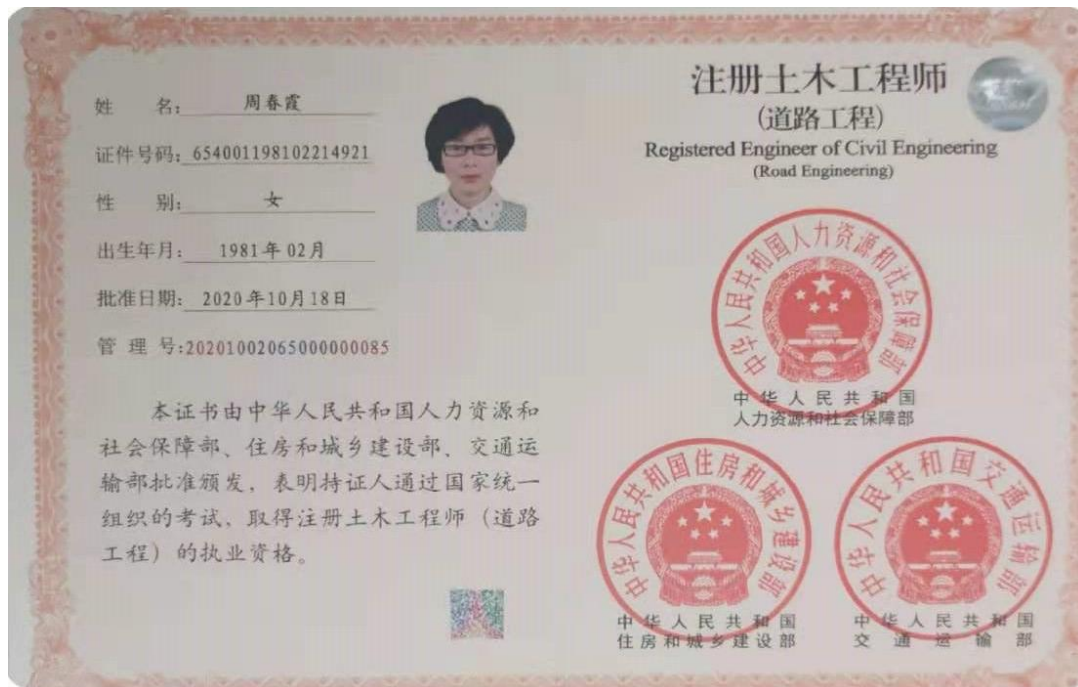 姓 名：周春霞
证件号码：654001198102214921
性 别：女
出生年月：1981年02月
批准日期：2020年10月18日
管 理 号：20201002065000000085
本证书由中华人民共和国人力资源和
社会保障部、住房和城乡建设部、交通运
输部批准颁发，表明持证人通过国家统一
组织的考试、取得注册土木工程师（道路
工程）的执业资格。
注册土木工程师
(道路工程)
Registered Engineer of Civil Engineering
(Road Engineering)
中华人民共和国人力资源和社会保障部
中华人民共和国
人力资源和社会保障部
中华人民共和国住房和城乡建设部
中华人民共和国
住房和城乡建设部
中华人民共和国交通运输部
中华人民共和国
交通运输部